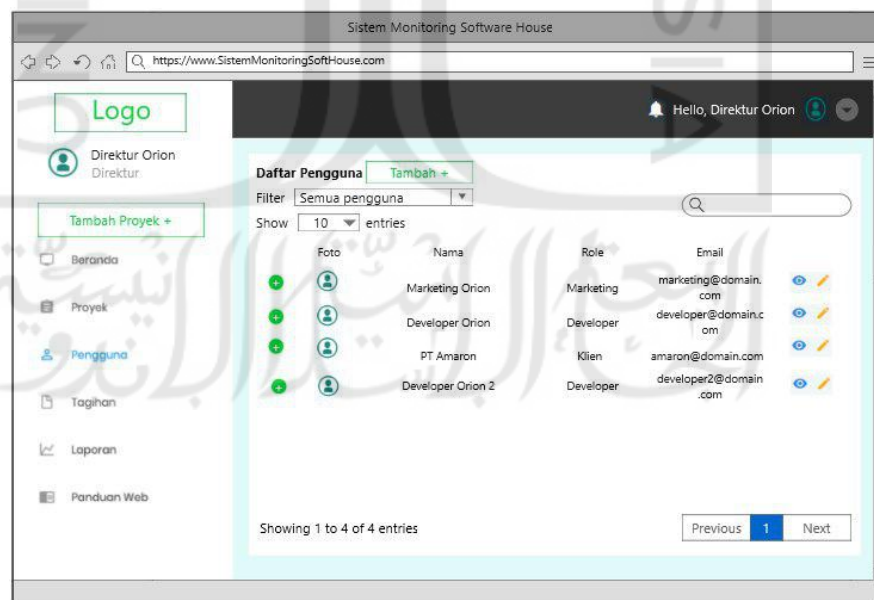 Sistem Monitoring Software House
https://www.SistemMonitoringSoftHouse.com
Logo
Hello, Direktur Orion
Direktur Orion
Direktur
Tambah Proyek +
Beranda
Proyek
Pengguna
Tagihan
Laporan
Panduan Web
Daftar Pengguna Tambah +
Filter Semua pengguna
Show 10 entries
Foto Nama Role Email
Marketing Orion Marketing marketing@domain.
com
Developer Orion Developer developer@domain.c
om
PT Amaron Klien amaron@domain.com
Developer Orion 2 Developer developer2@domain
.com
Showing 1 to 4 of 4 entries
Previous 1 Next